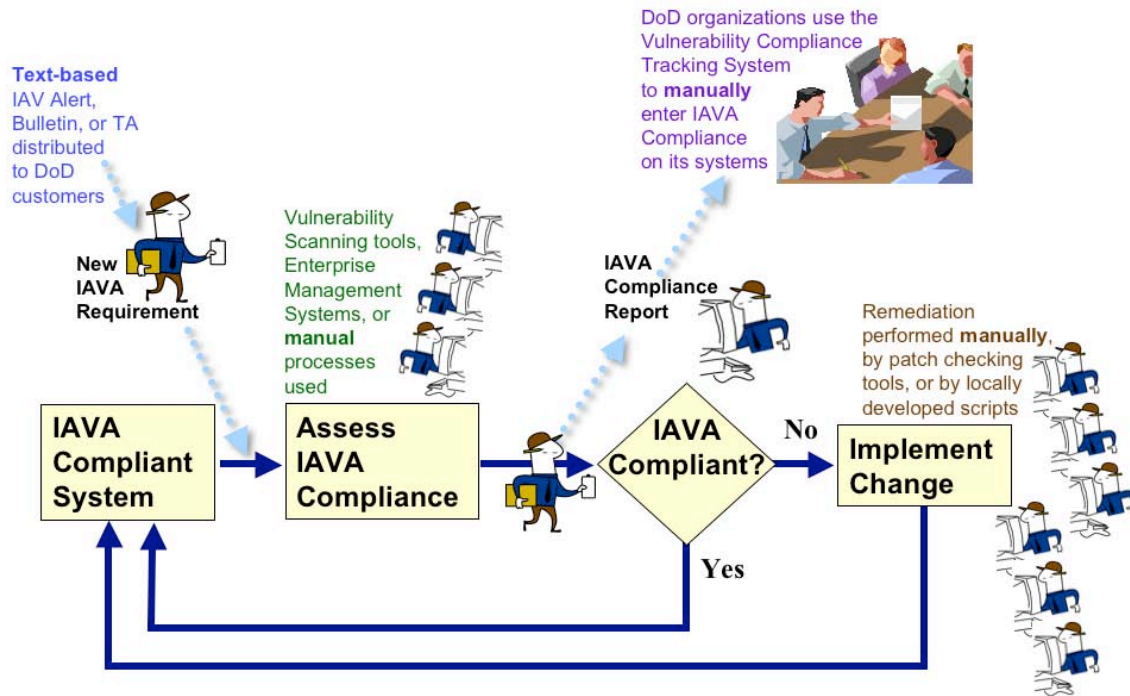 DoD organizations use the
Vulnerability Compliance
Tracking System
to manually
enter IAVA
Compliance
on its systems
Text-based
IAV Alert,
Bulletin, or TA
distributed
to DoD
customers
New
IAVA
Requirement
Vulnerability
Scanning tools,
Enterprise
Management
Systems, or
manual
processes
used
IAVA
Compliance
Report
Remediation
performed manually,
by patch checking
tools, or by locally
developed scripts
IAVA
Compliant
System
Assess
IAVA
Compliance
IAVA
Compliant?
No
Implement
Change
Yes